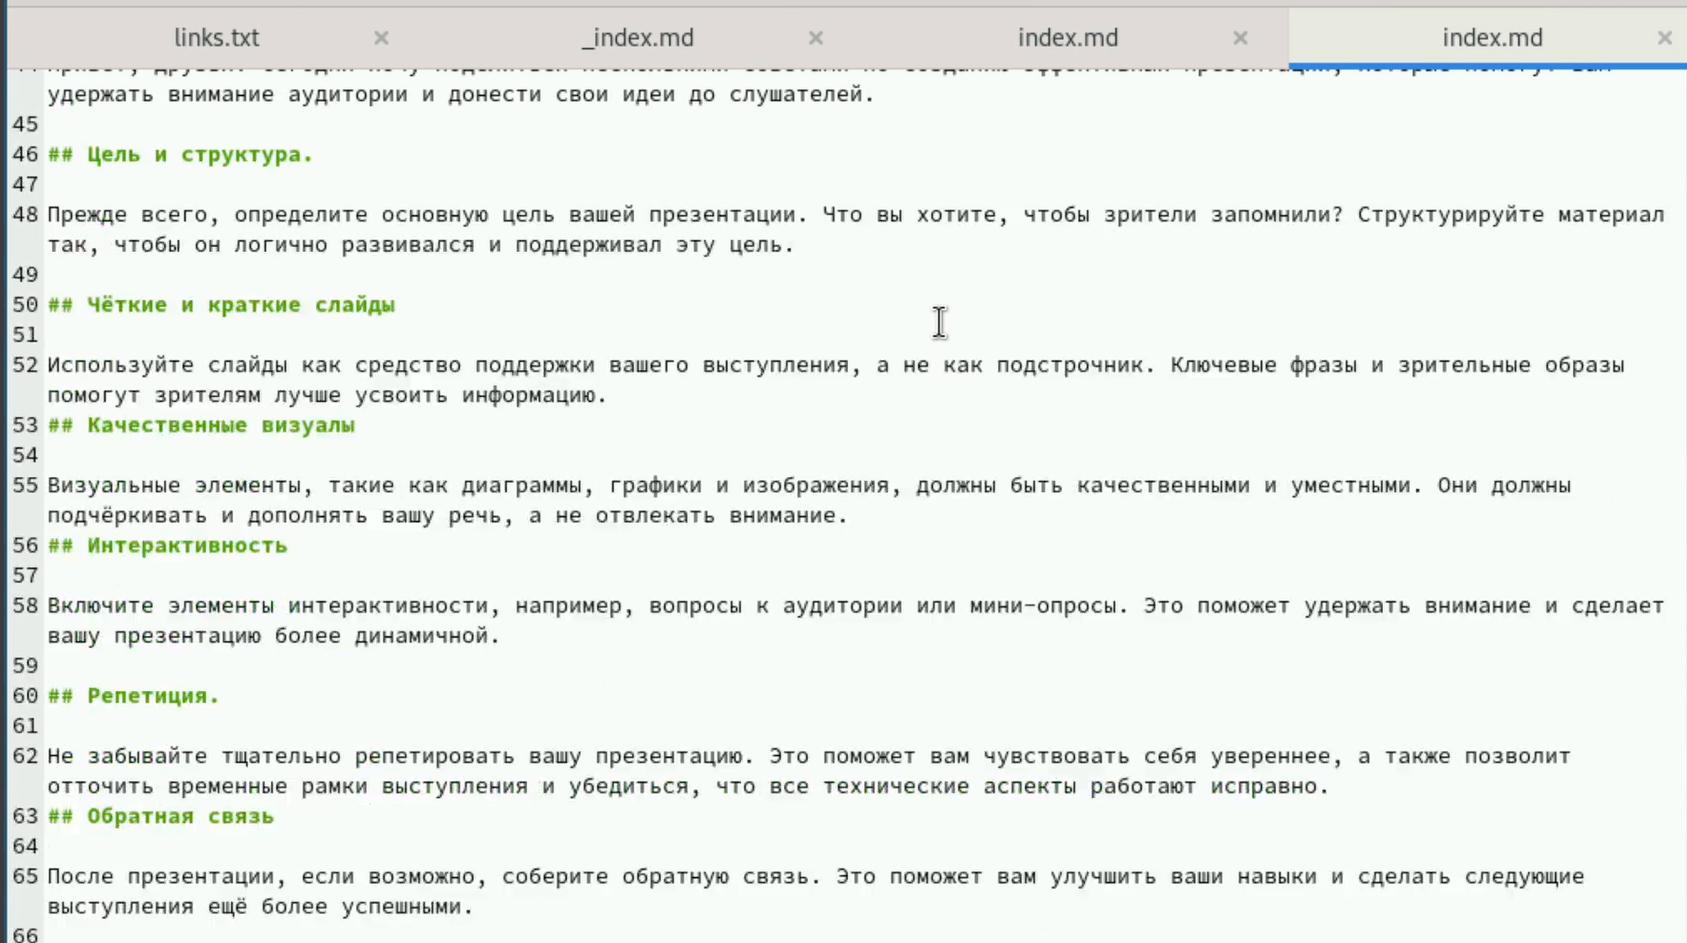 links.txt × _index.md × index.md × index.md ×
удержать внимание аудитории и донести свои идеи до слушателей.
45
46 ## Цель и структура.
47
48 Прежде всего, определите основную цель вашей презентации. Что вы хотите, чтобы зрители запомнили? Структурируйте материал
так, чтобы он логично развивался и поддерживал эту цель.
49
50 ## Чёткие и краткие слайды
51
52 Используйте слайды как средство поддержки вашего выступления, а не как подстрочник. Ключевые фразы и зрительные образы
помогут зрителям лучше усвоить информацию.
53 ## Качественные визуалы
54
55 Визуальные элементы, такие как диаграммы, графики и изображения, должны быть качественными и уместными. Они должны
подчёркивать и дополнять вашу речь, а не отвлекать внимание.
56 ## Интерактивность
57
58 Включите элементы интерактивности, например, вопросы к аудитории или мини-опросы. Это поможет удержать внимание и сделает
вашу презентацию более динамичной.
59
60 ## Репетиция.
61
62 Не забывайте тщательно репетировать вашу презентацию. Это поможет вам чувствовать себя увереннее, а также позволит
отточить временные рамки выступления и убедиться, что все технические аспекты работают исправно.
63 ## Обратная связь
64
65 После презентации, если возможно, соберите обратную связь. Это поможет вам улучшить ваши навыки и сделать следующие
выступления ещё более успешными.
66